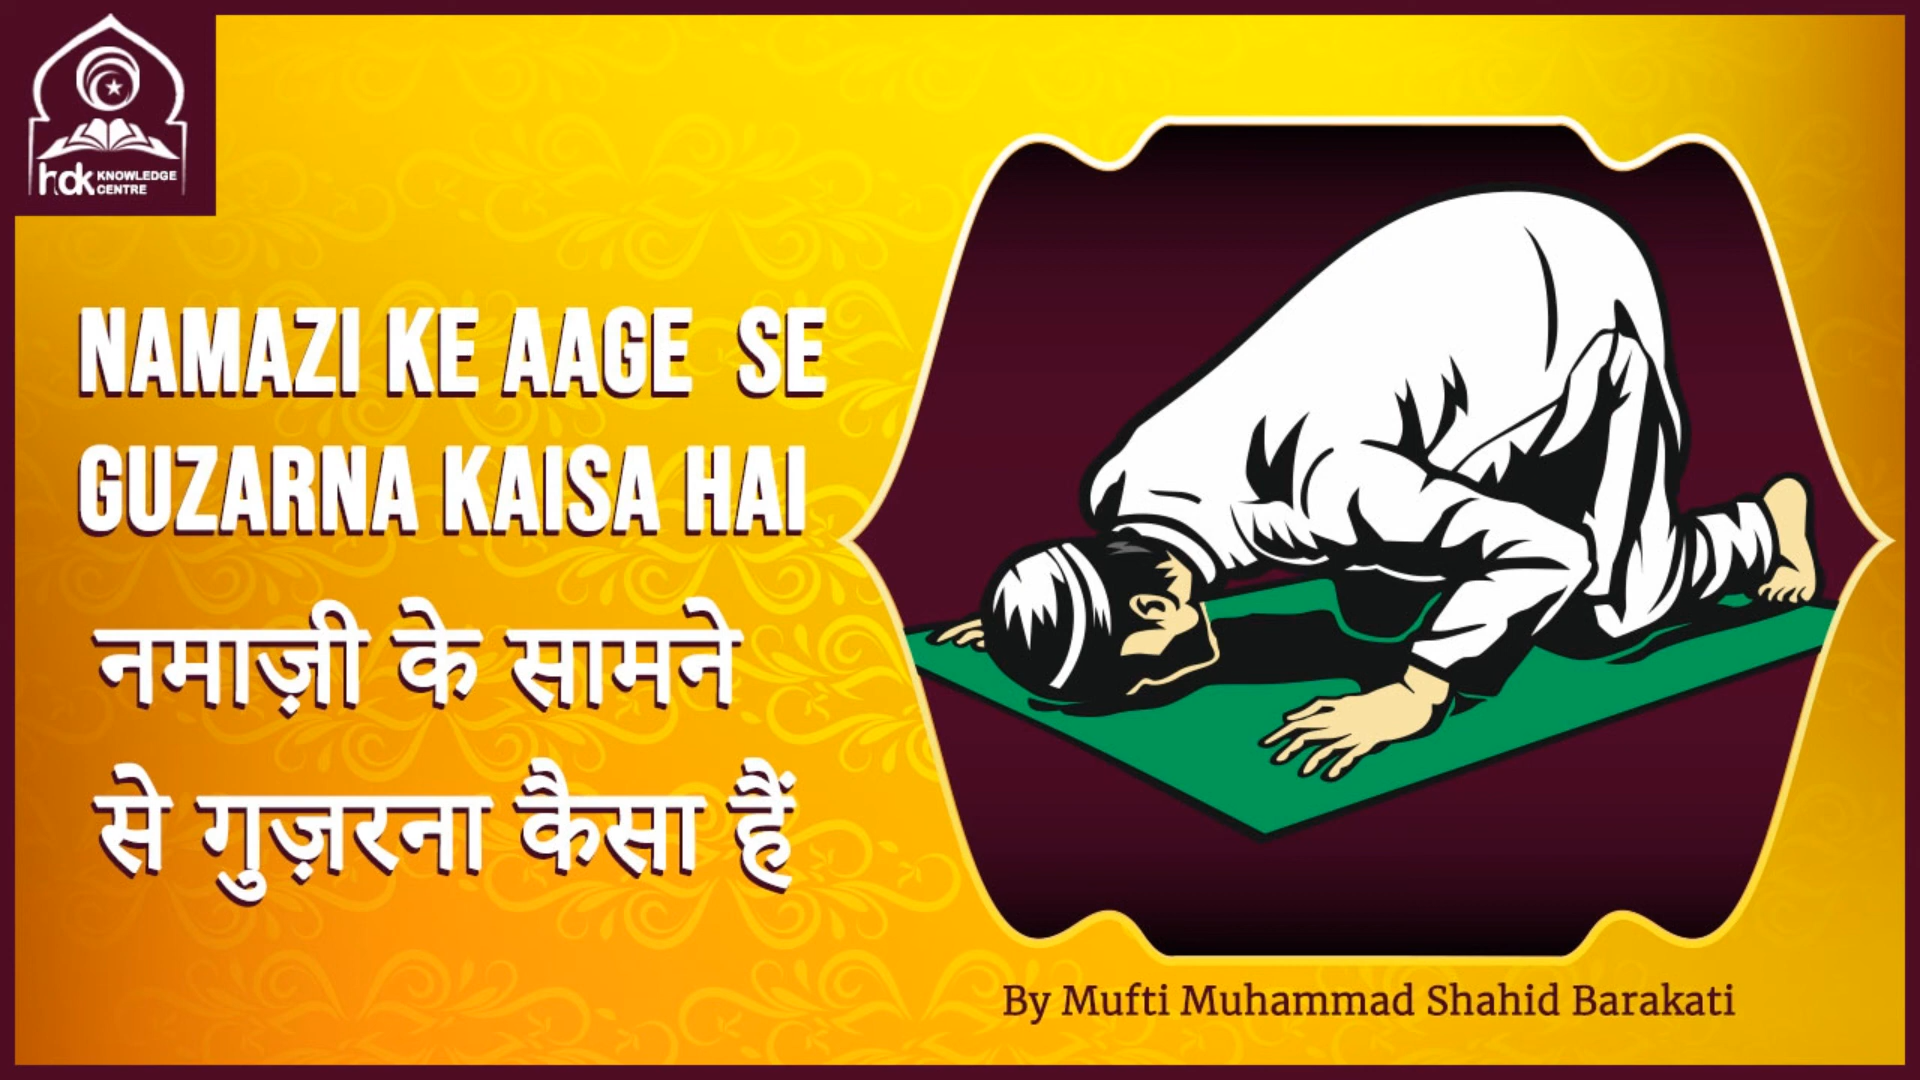 hdk KNOWLEDGE
CENTRE
NAMAZI KE AAGE SE
GUZARNA KAISA HAI
नमाज़ी के सामने
से गुज़रना कैसा हैं
By Mufti Muhammad Shahid Barakati